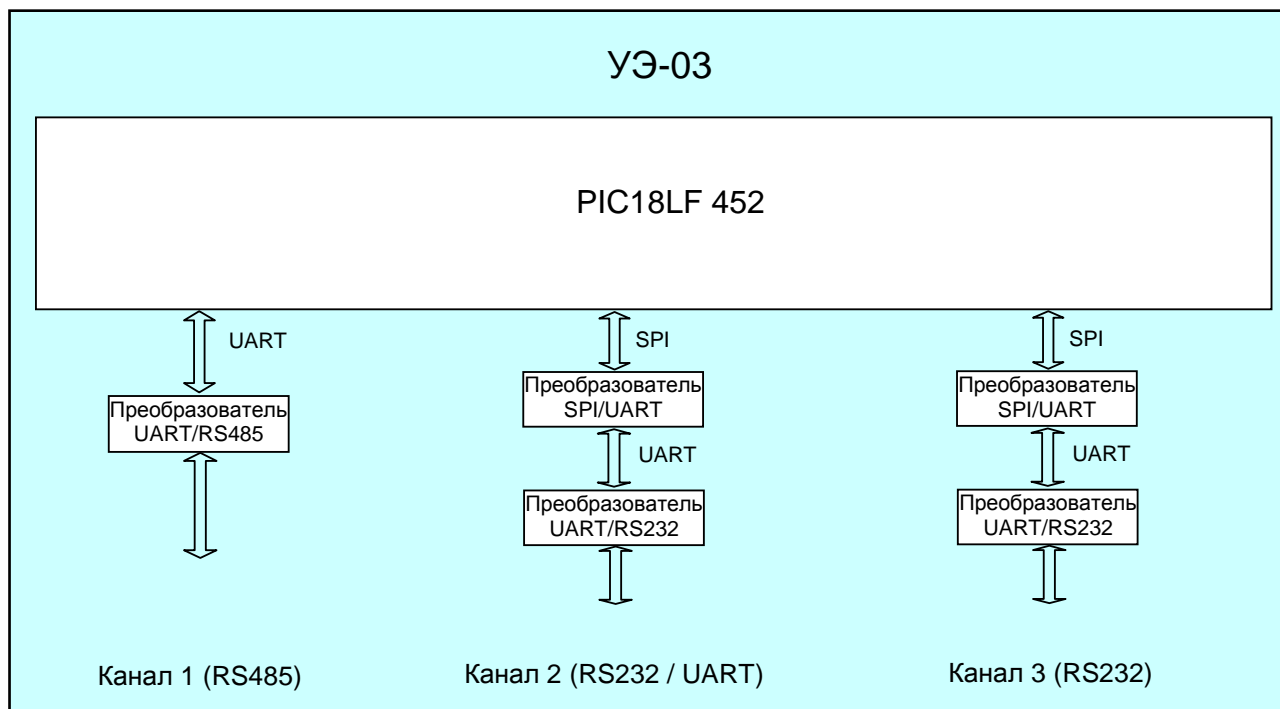 УЭ-03
PIC18LF 452
UART
SPI
SPI
Преобразователь
UART/RS485
Преобразователь
SPI/UART
Преобразователь
SPI/UART
UART
UART
Преобразователь
UART/RS232
Преобразователь
UART/RS232
Канал 1 (RS485)
Канал 2 (RS232 / UART)
Канал 3 (RS232)